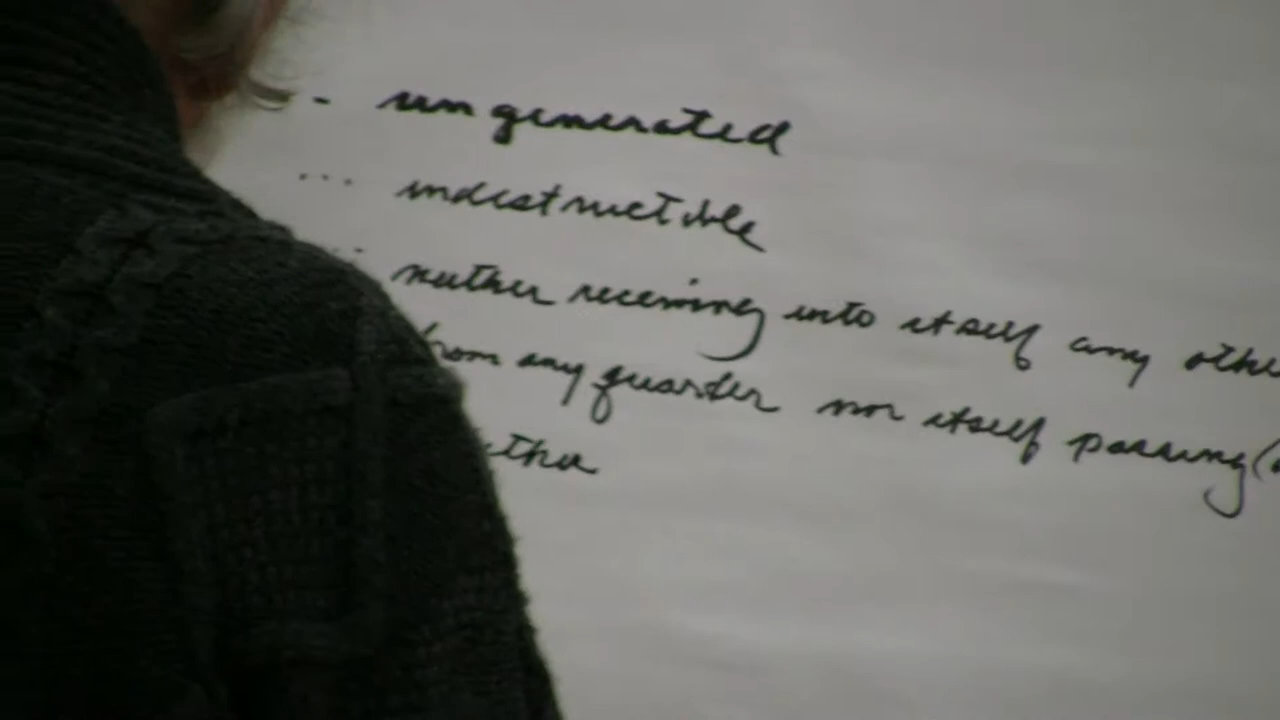 - ungenerated
... indestructible
.. neither receiving into itself any other
from any quarter nor itself passing (